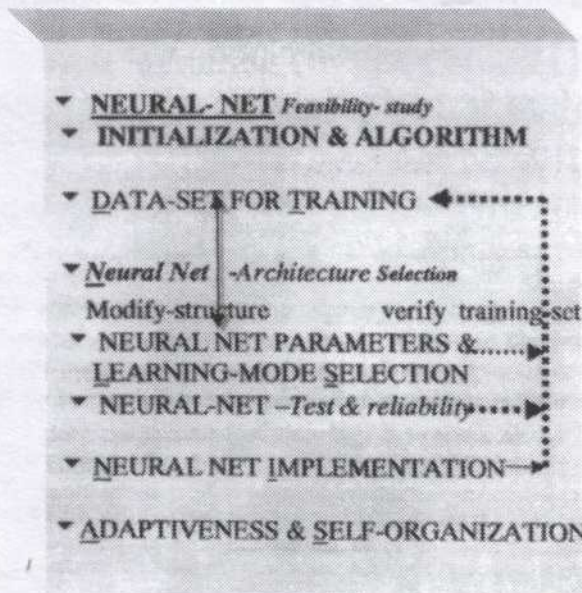 NEURAL- NET Feasibility- study
INITIALIZATION & ALGORITHM
DATA-SET FOR TRAINING
Neural Net -Architecture Selection
Modify-structure verify training-set
NEURAL NET PARAMETERS &
LEARNING-MODE SELECTION
NEURAL-NET –Test & reliability
NEURAL NET IMPLEMENTATION
ADAPTIVENESS & SELF-ORGANIZATION